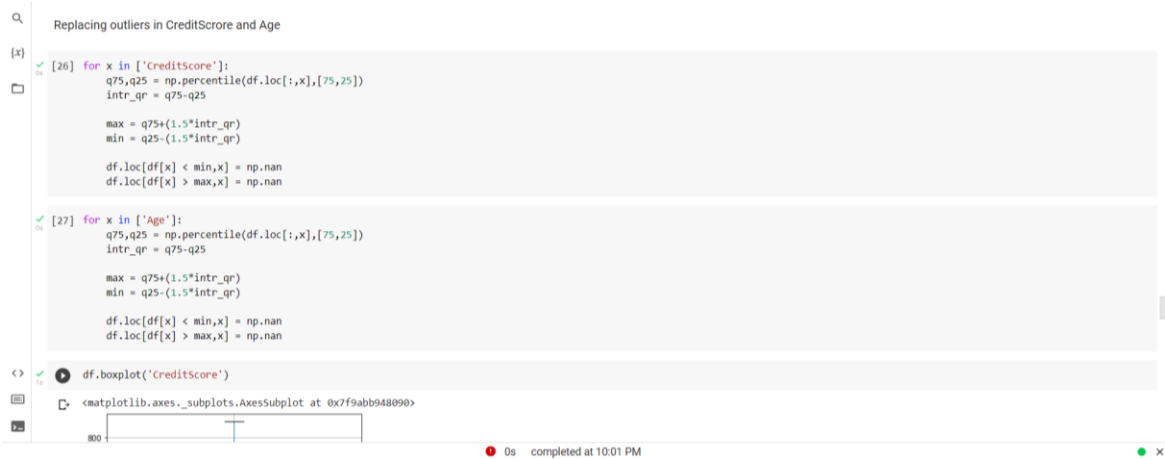 Replacing outliers in CreditScrore and Age
{x}
[26] for x in ['CreditScore']:
q75,q25 = np.percentile(df.loc[:,x],[75,25])
intr_qr = q75-q25
max = q75+(1.5*intr_qr)
min = q25-(1.5*intr_qr)
df.loc[df[x] < min,x] = np.nan
df.loc[df[x] > max,x] = np.nan
0s
[27] for x in ['Age']:
q75,q25 = np.percentile(df.loc[:,x],[75,25])
intr_qr = q75-q25
max = q75+(1.5*intr_qr)
min = q25-(1.5*intr_qr)
df.loc[df[x] < min,x] = np.nan
df.loc[df[x] > max,x] = np.nan
0s
df.boxplot('CreditScore')
1s
<matplotlib.axes._subplots.AxesSubplot at 0x7f9abb948090>
800
0s completed at 10:01 PM